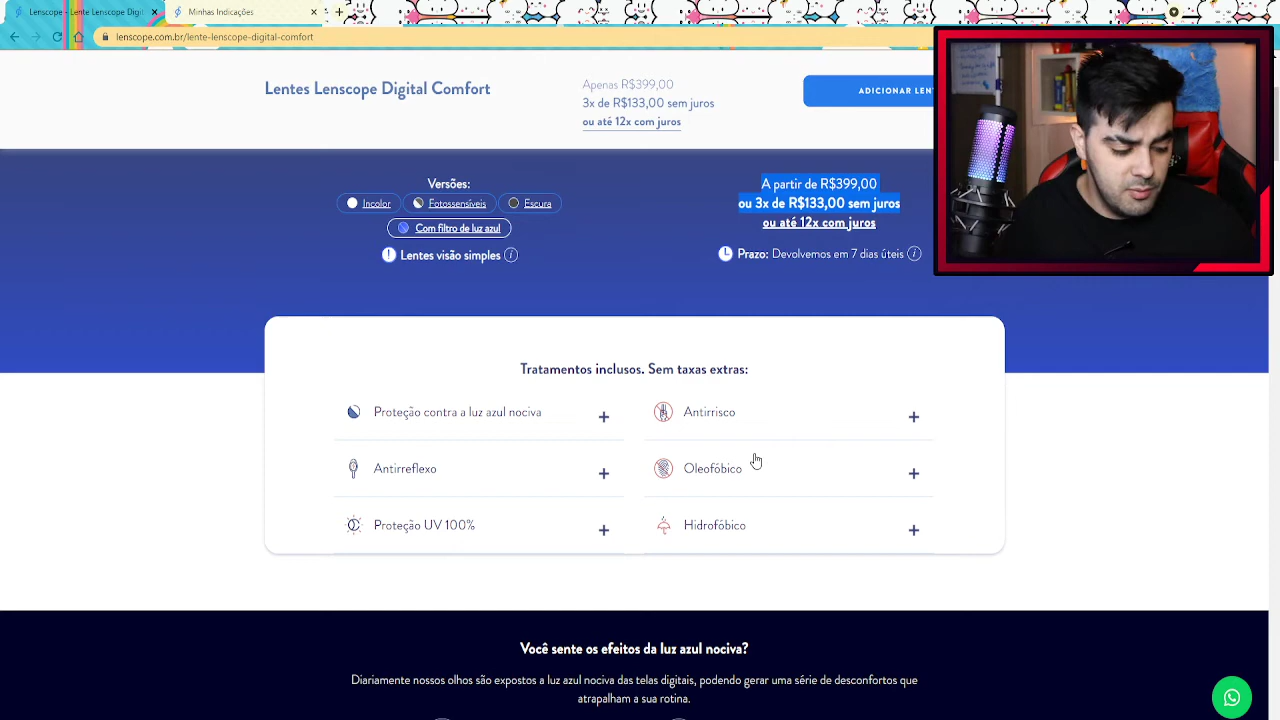 Lenscope - Lente Lenscope Digi
Minhas Indicações
lenscope.com.br/lente-lenscope-digital-comfort
Lentes Lenscope Digital Comfort
Apenas R$399,00
3x de R$133,00 sem juros
ou até 12x com juros
ADICIONAR LEN
Versões:
Incolor
Fotossensíveis
Escura
Com filtro de luz azul
Lentes visão simples
A partir de R$399,00
ou 3x de R$133,00 sem juros
ou até 12x com juros
Prazo: Devolvemos em 7 dias úteis
Tratamentos inclusos. Sem taxas extras:
Proteção contra a luz azul nociva
Antirrisco
Antirreflexo
Oleofóbico
Proteção UV 100%
Hidrofóbico
Você sente os efeitos da luz azul nociva?
Diariamente nossos olhos são expostos a luz azul nociva das telas digitais, podendo gerar uma série de desconfortos que
atrapalham a sua rotina.